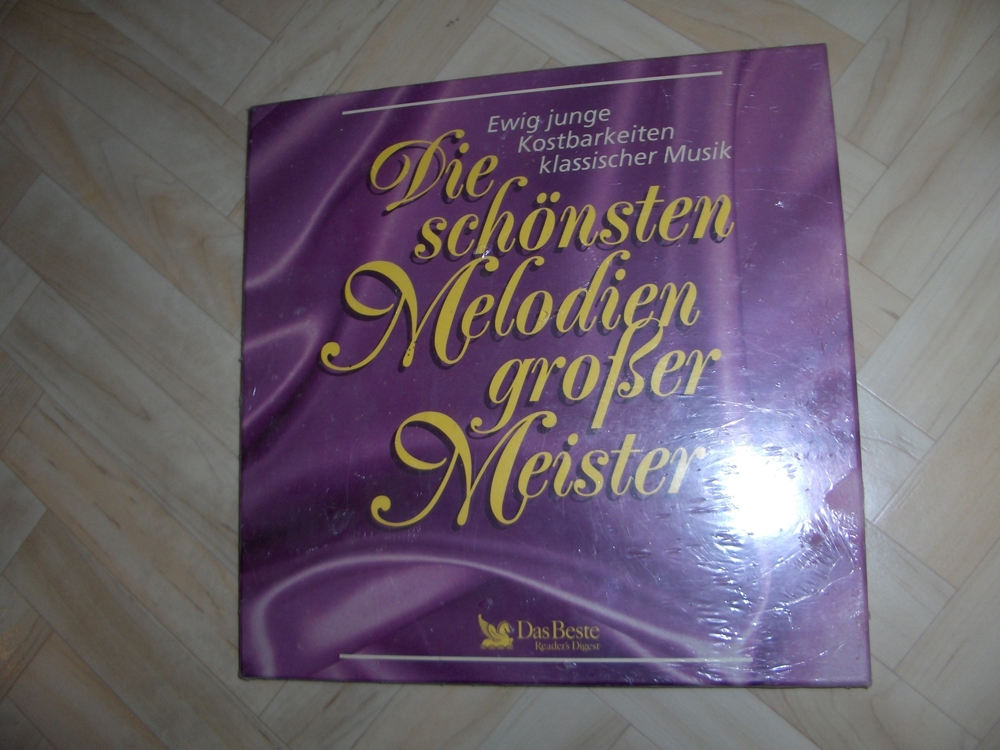 Ewig junge
Kostbarkeiten
klassischer Musik
Die
schönsten
Melodien
großer
Meister
Das Beste
Reader's Digest